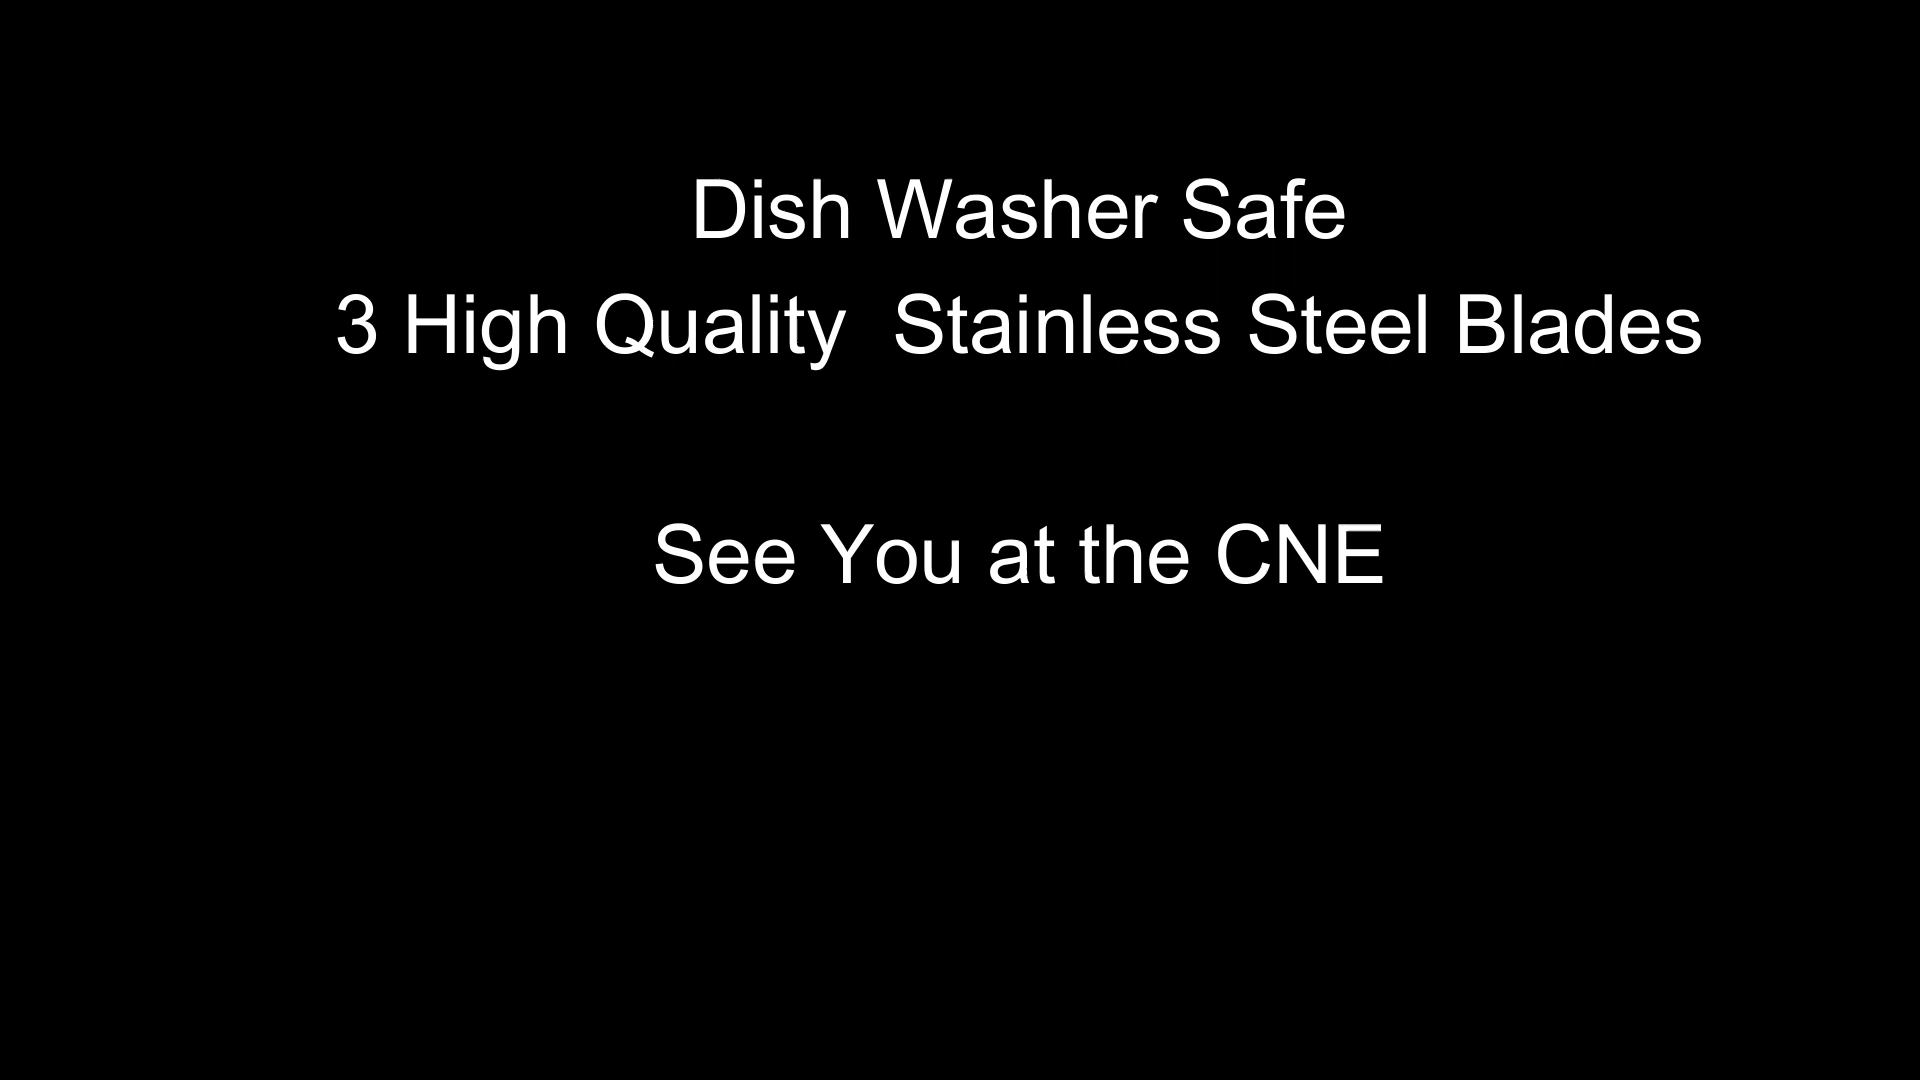 Dish Washer Safe
3 High Quality  Stainless Steel Blades
See You at the CNE